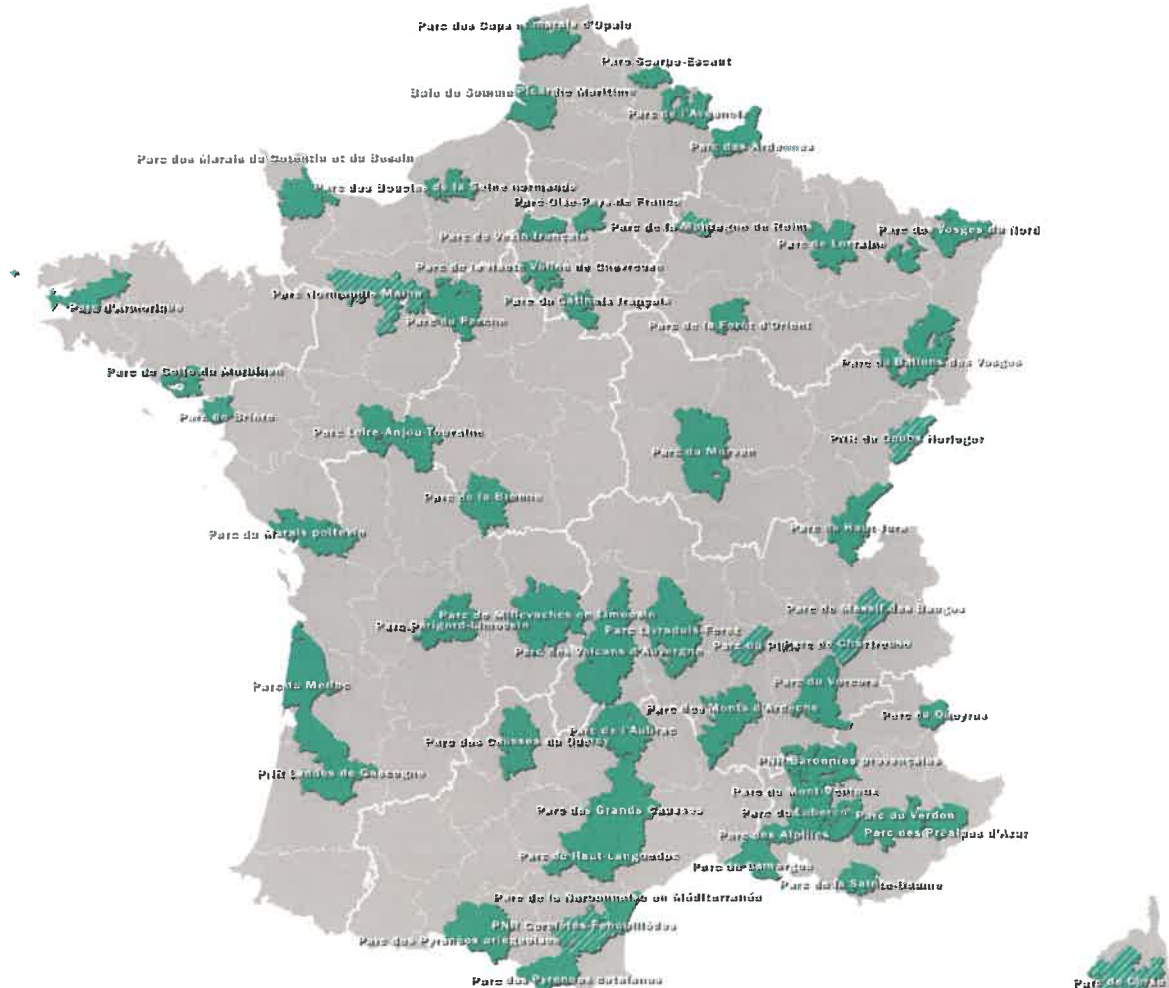 Parc des Caps et marais d'Opale
Parc Scarpe-Escaut
Baie de Somme Picardie Maritime
Parc de l'Avesnois
Parc des Ardennes
Parc des Marais du Cotentin et du Bessin
Parc des Boucles de la Seine normande
Parc Oise-Pays de France
Parc de la Montagne de Reims
Parc des Vosges du Nord
Parc du Vexin français
Parc de Lorraine
Parc de la Haute Vallée de Chevreuse
Parc Normandie Maine
Parc du Gâtinais français
Parc d'Armorique
Parc du Perche
Parc de la Forêt d'Orient
Parc de Ballons des Vosges
Parc de Golfe du Morbihan
Parc de Brière
Parc Loire-Anjou-Touraine
PNR du Doubs Horloger
Parc du Morvan
Parc de la Brenne
Parc du Marais poitevin
Parc du Haut-Jura
Parc du Massif des Bauges
Parc de Millevaches en Limousin
Parc Périgord-Limousin
Parc Livradois-Forez
Parc du Pilat
Parc de Chartreuse
Parc des Volcans d'Auvergne
Parc du Vercors
Parc du Médoc
Parc des Monts d'Ardèche
Parc du Queyras
Parc de l'Aubrac
Parc des Causses du Quercy
PNR Baronnies provençales
PNR Landes de Gascogne
Parc du Mont-Ventoux
Parc des Grands Causses
Parc du Luberon
Parc du Verdon
Parc des Alpilles
Parc des Préalpes d'Azur
Parc du Haut-Languedoc
Parc de Camargue
Parc de la Sainte-Baume
Parc de la Narbonnaise en Méditerranée
PNR Corbières-Fenouillèdes
Parc des Pyrénées ariégeoises
Parc des Pyrénées catalanes
Parc de Corse